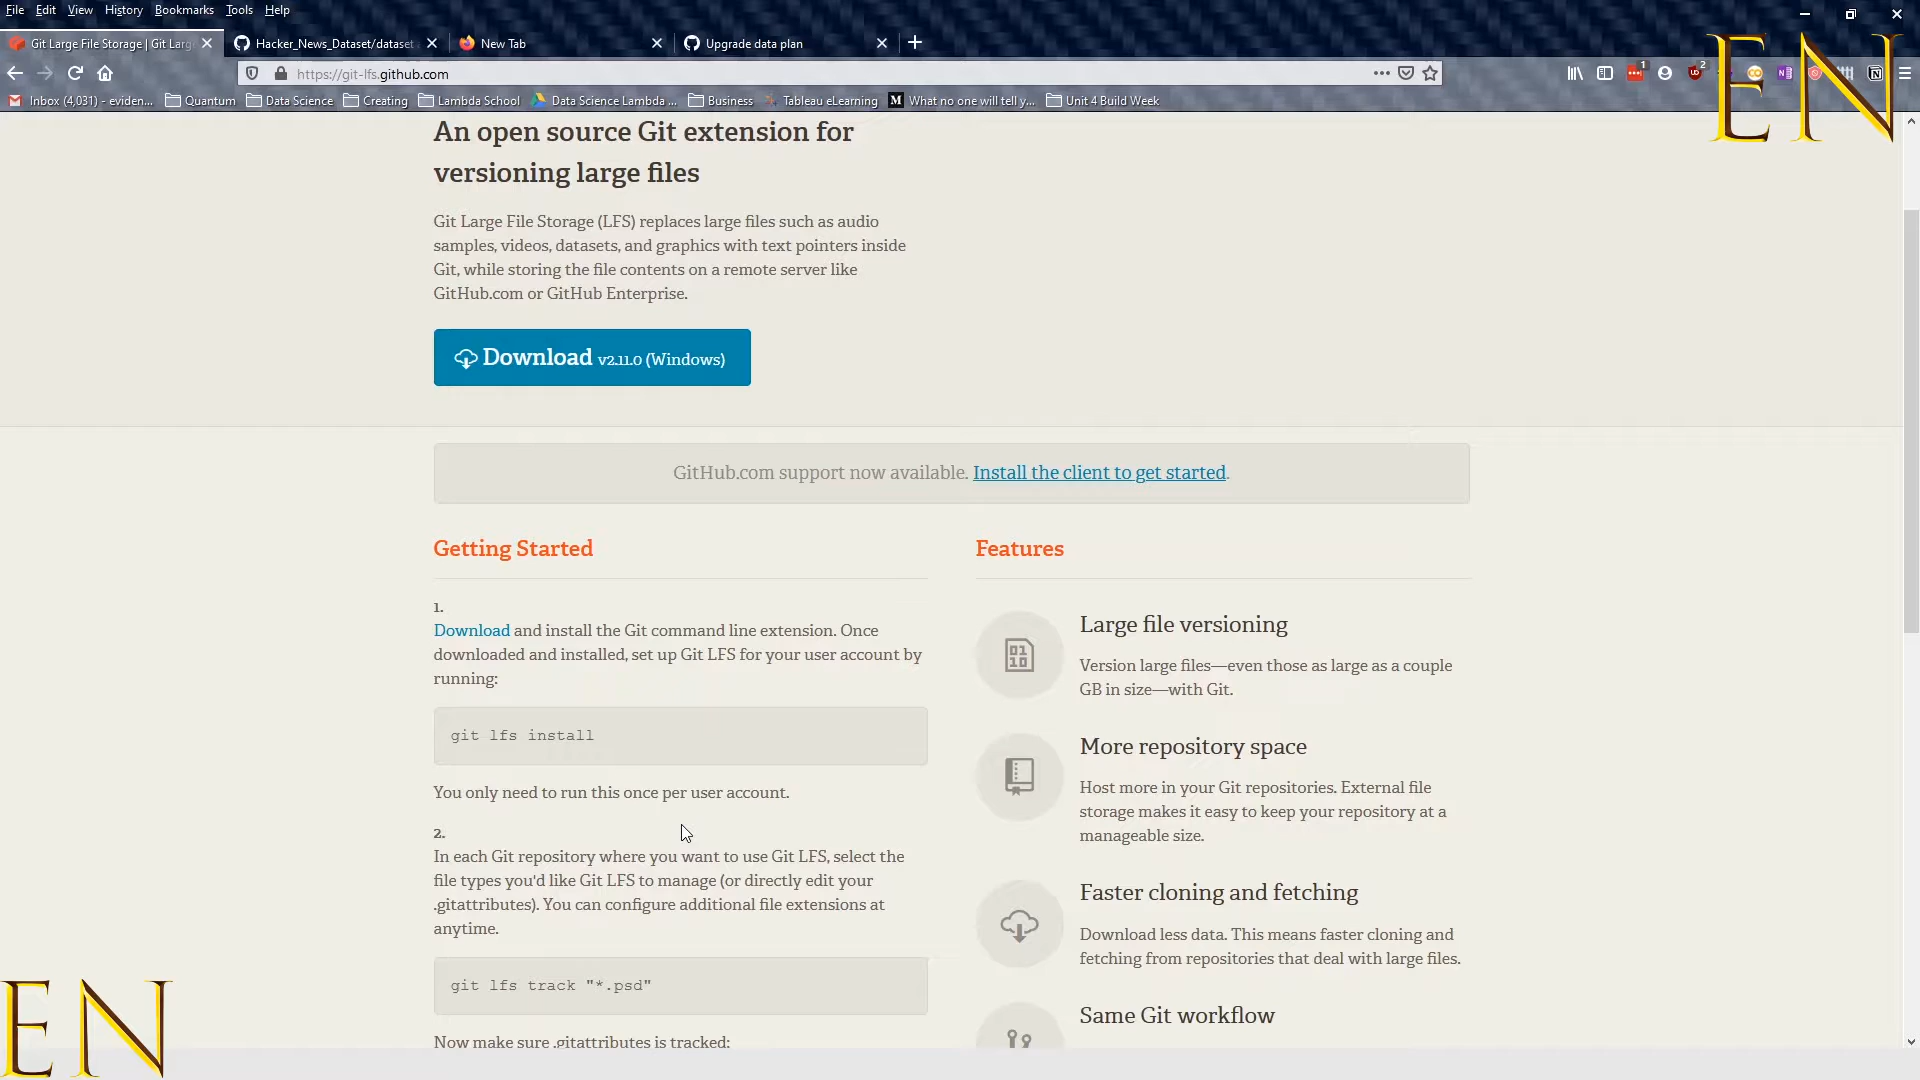 File Edit View History Bookmarks Tools Help
Git Large File Storage | Git Larg
Hacker_News_Dataset/dataset
New Tab
Upgrade data plan
https://git-lfs.github.com
1
2
Inbox (4,031) - eviden...
Quantum
Data Science
Creating
Lambda School
Data Science Lambda ...
Business
Tableau eLearning
What no one will tell y...
Unit 4 Build Week
EN
An open source Git extension for
versioning large files
Git Large File Storage (LFS) replaces large files such as audio
samples, videos, datasets, and graphics with text pointers inside
Git, while storing the file contents on a remote server like
GitHub.com or GitHub Enterprise.
Download v2.11.0 (Windows)
GitHub.com support now available. Install the client to get started.
Getting Started
1.
Download and install the Git command line extension. Once
downloaded and installed, set up Git LFS for your user account by
running:
git lfs install
You only need to run this once per user account.
2.
In each Git repository where you want to use Git LFS, select the
file types you'd like Git LFS to manage (or directly edit your
.gitattributes). You can configure additional file extensions at
anytime.
git lfs track "*.psd"
Now make sure .gitattributes is tracked:
Features
Large file versioning
Version large files—even those as large as a couple
GB in size—with Git.
More repository space
Host more in your Git repositories. External file
storage makes it easy to keep your repository at a
manageable size.
Faster cloning and fetching
Download less data. This means faster cloning and
fetching from repositories that deal with large files.
Same Git workflow
EN